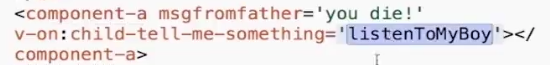 <component-a msgfromfather='you die!'
v-on:child-tell-me-something='listenToMyBoy'></
component-a>